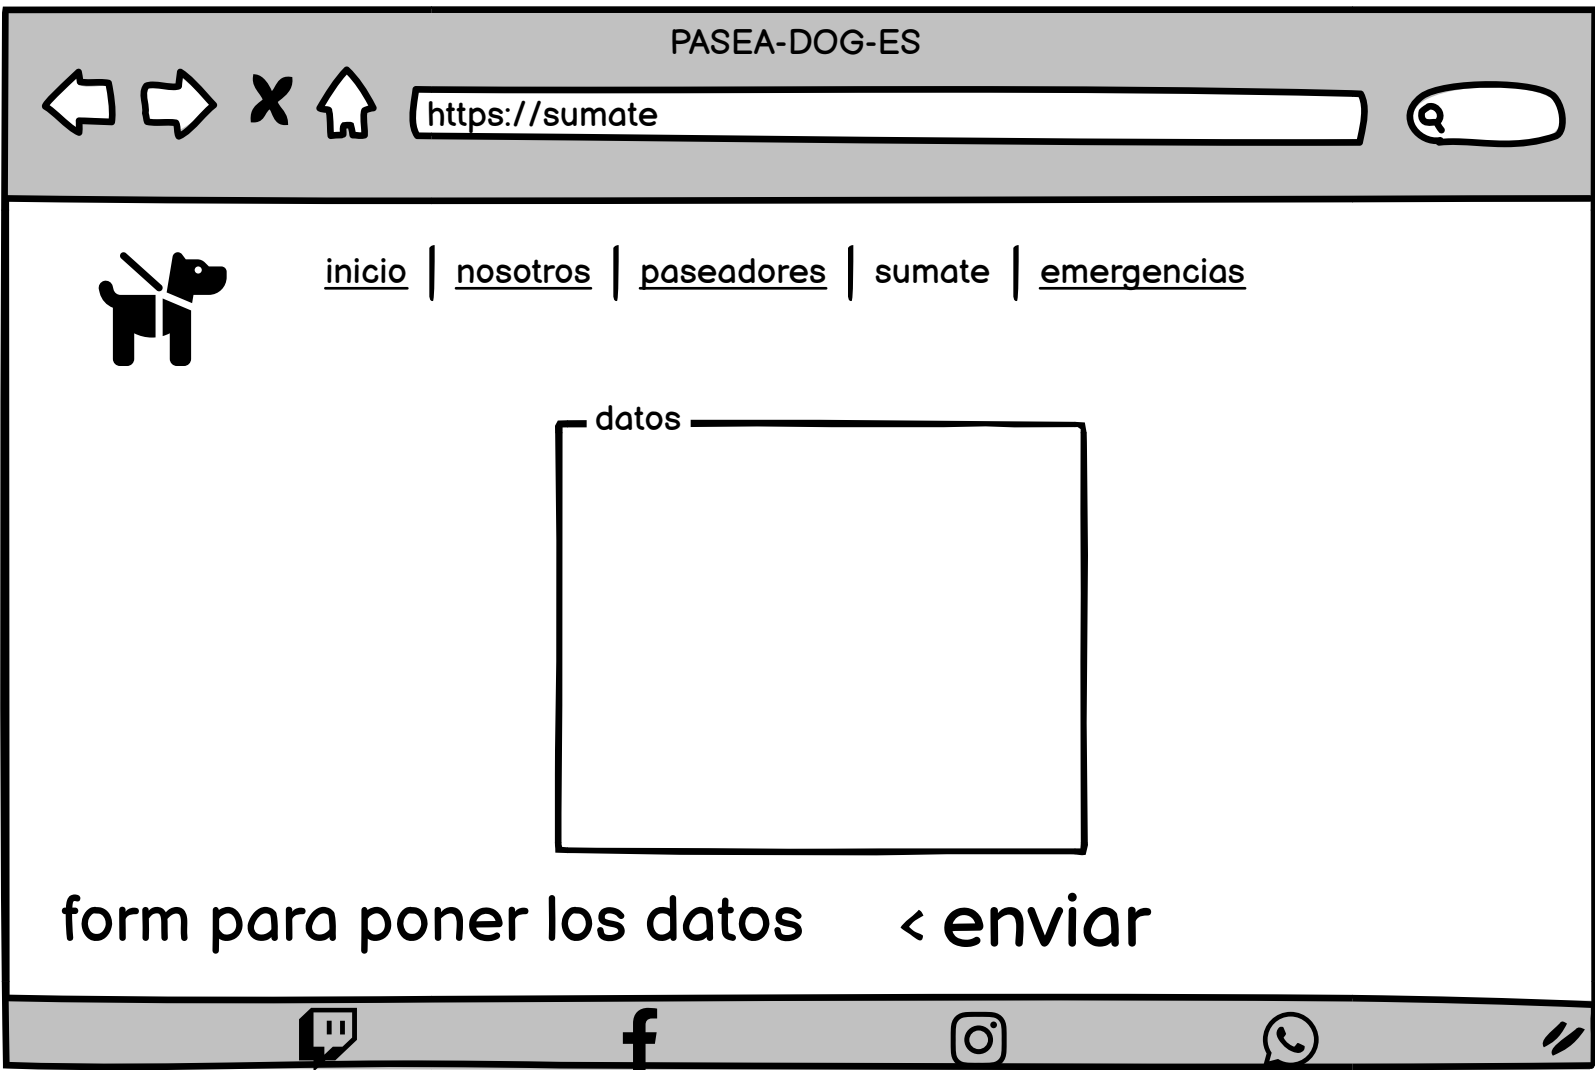 PASEA-DOG-ES
https://sumate
inicio nosotros paseadores sumate emergencias
datos
form para poner los datos < enviar